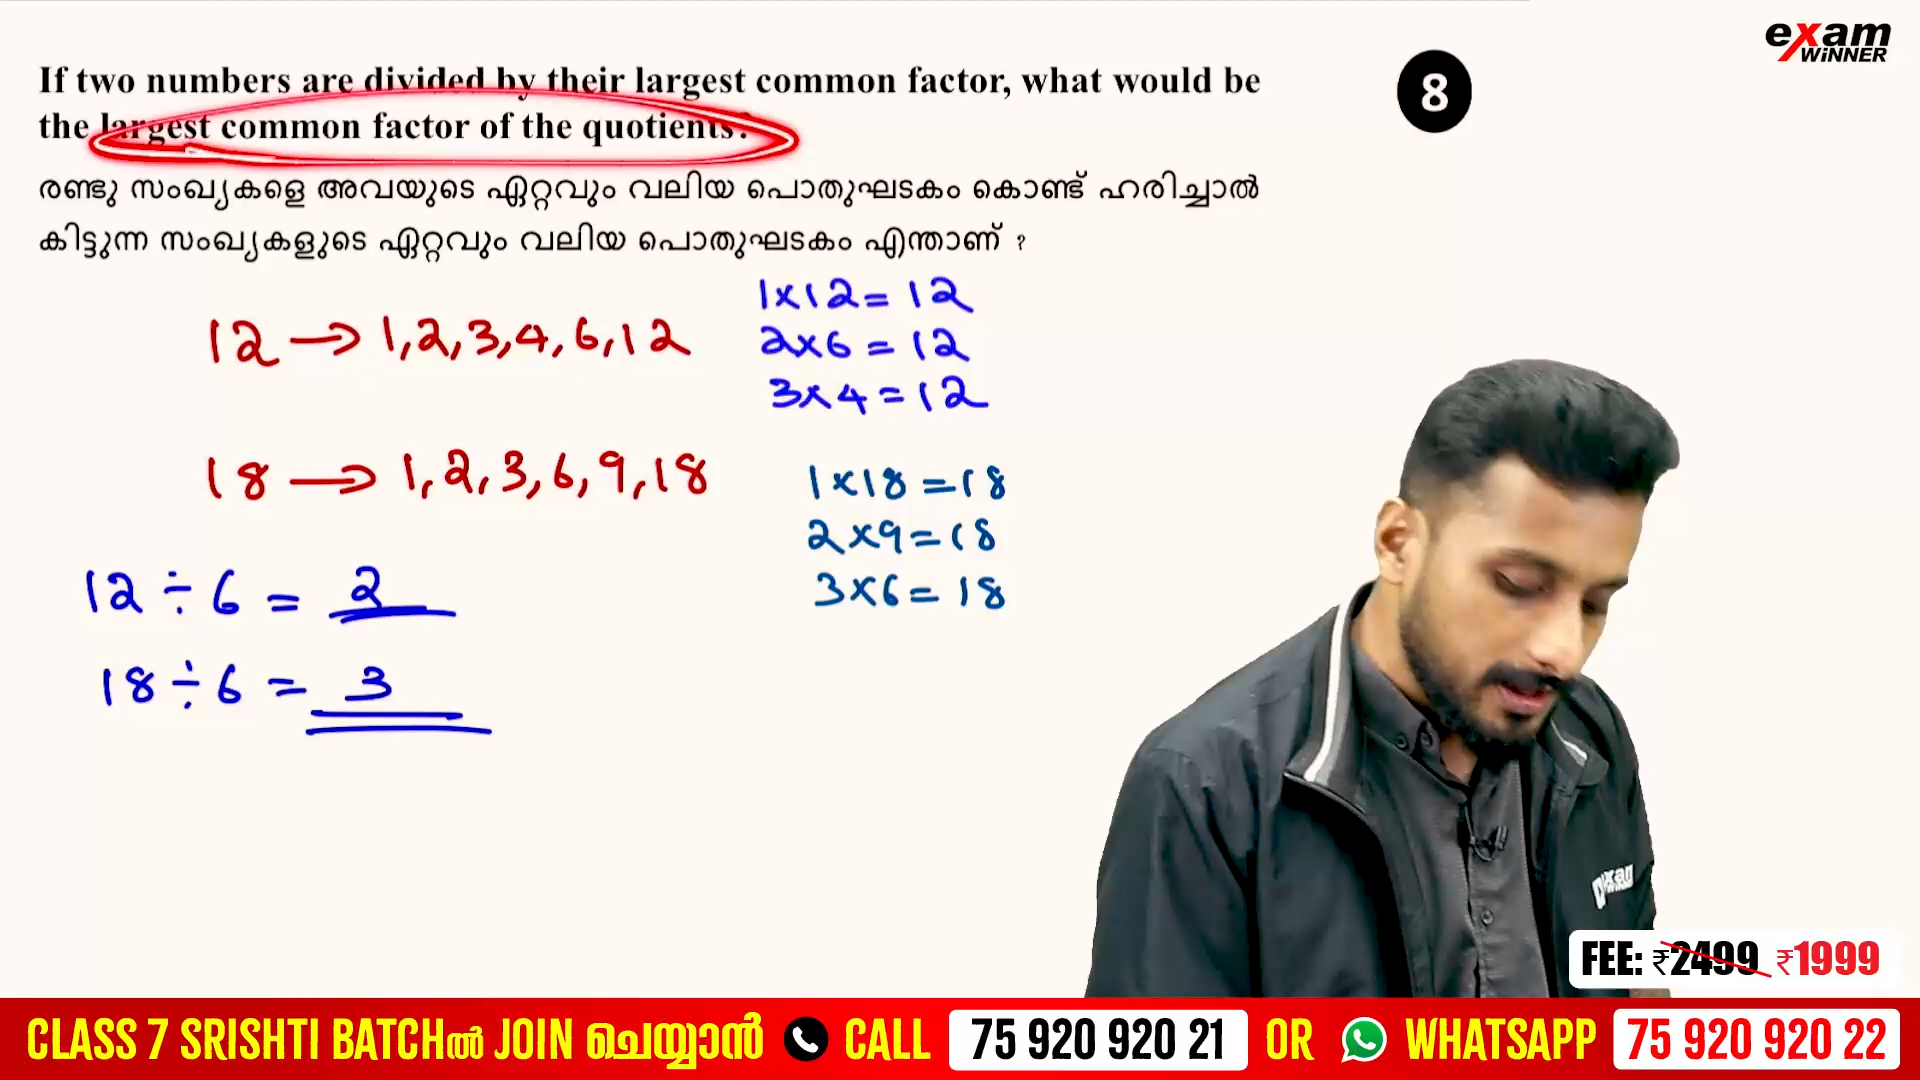 exam
WiNNER
8
If two numbers are divided by their largest common factor, what would be
the largest common factor of the quotients?
രണ്ടു സംഖ്യകളെ അവയുടെ ഏറ്റവും വലിയ പൊതുഘടകം കൊണ്ട് ഹരിച്ചാൽ
കിട്ടുന്ന സംഖ്യകളുടെ ഏറ്റവും വലിയ പൊതുഘടകം എന്താണ് ?
1×12=12
12 → 1,2,3,4,6,12
2×6=12
3×4=12
18 → 1,2,3,6,9,18
1×18=18
2×9=18
3×6=18
12÷6=2
18÷6=3
FEE: ₹2499 ₹1999
CLASS 7 SRISHTI BATCHൽ JOIN ചെയ്യാൻ CALL 75 920 920 21 OR WHATSAPP 75 920 920 22